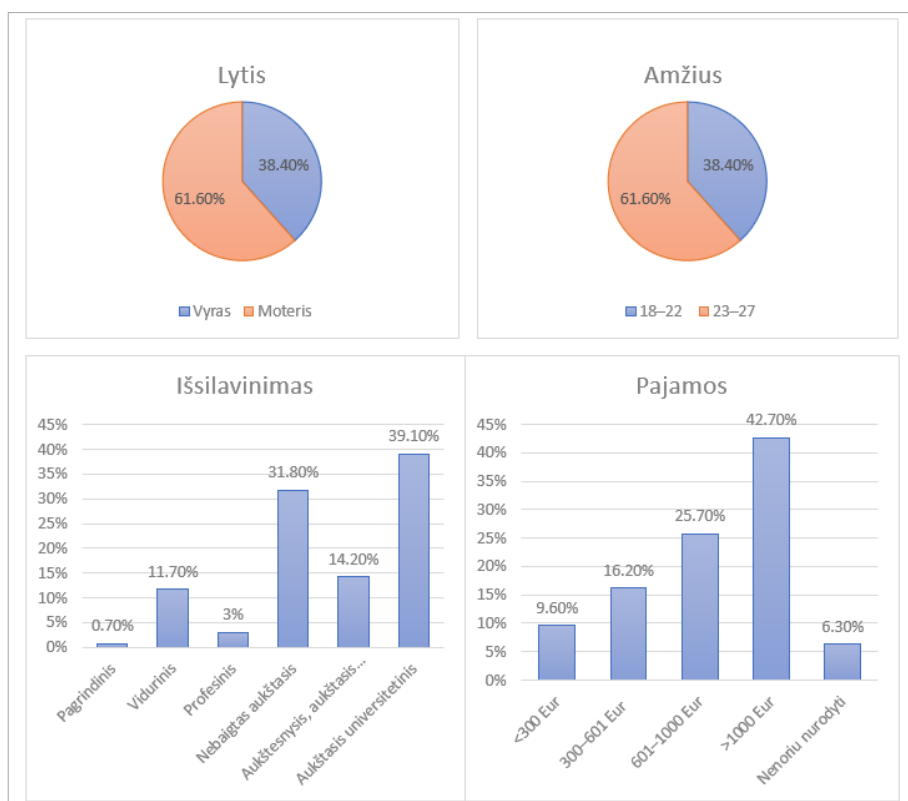 Lytis
38.40%
61.60%
Vyras Moteris
Amžius
38.40%
61.60%
18–22 23–27
Išsilavinimas
45%
40%
35%
30%
25%
20%
15%
10%
5%
0%
0.70%
11.70%
3%
31.80%
14.20%
39.10%
Pagrindinis
Vidurinis
Profesinis
Nebaigtas aukštasis
Aukštesnysis, aukštasis...
Aukštasis universitetinis
Pajamos
45%
40%
35%
30%
25%
20%
15%
10%
5%
0%
9.60%
16.20%
25.70%
42.70%
6.30%
<300 Eur
300–601 Eur
601–1000 Eur
>1000 Eur
Nenoriu nurodyti